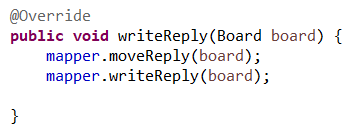 @Override
public void writeReply(Board board) {
    mapper.moveReply(board);
    mapper.writeReply(board);
}